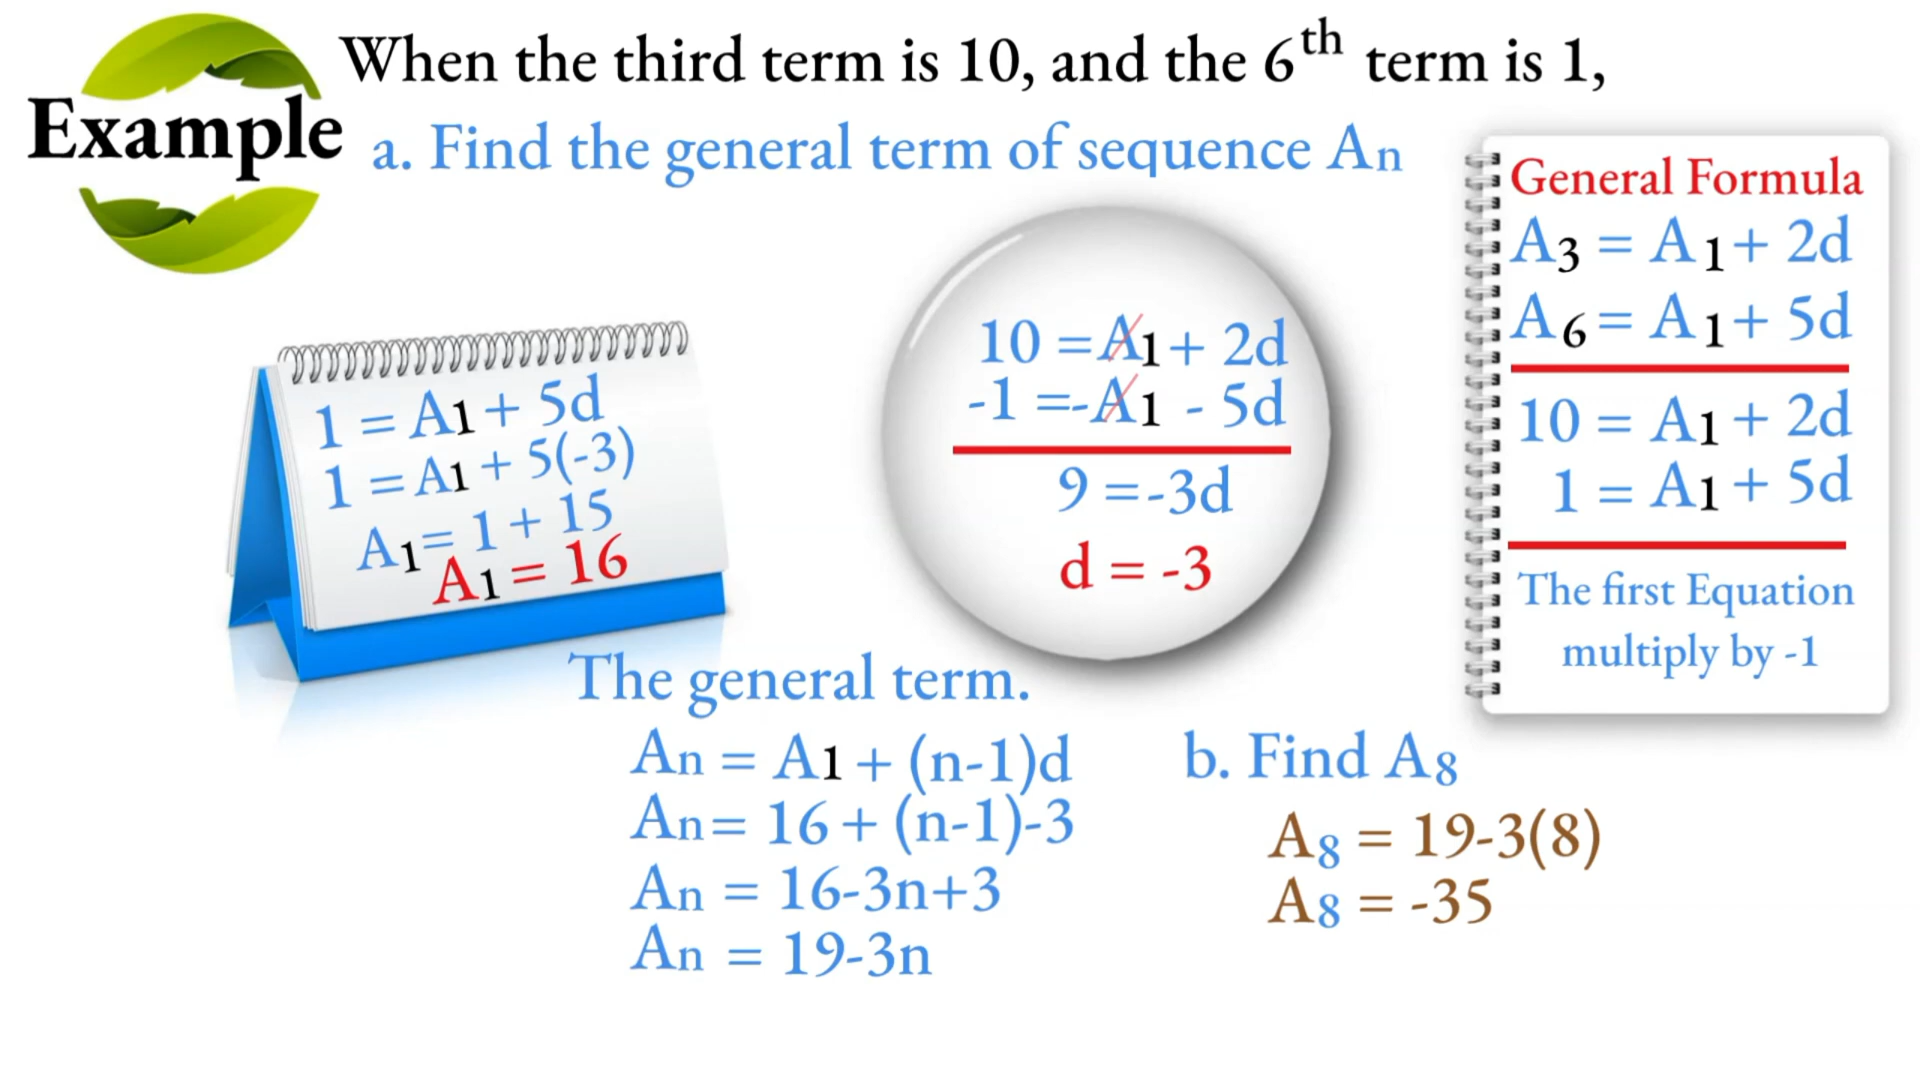 Example
When the third term is 10, and the 6th term is 1,
a. Find the general term of sequence An
General Formula
A3 = A1 + 2d
A6 = A1 + 5d
10 = A1 + 2d
1 = A1 + 5d
The first Equation
multiply by -1
10 =A1 + 2d
-1 =-A1 - 5d
9 =-3d
d = -3
1 = A1 + 5d
1 = A1 + 5(-3)
A1= 1 + 15
A1 = 16
The general term.
An = A1 + (n-1)d
An= 16 + (n-1)-3
An = 16-3n+3
An = 19-3n
b. Find A8
A8 = 19-3(8)
A8 = -35